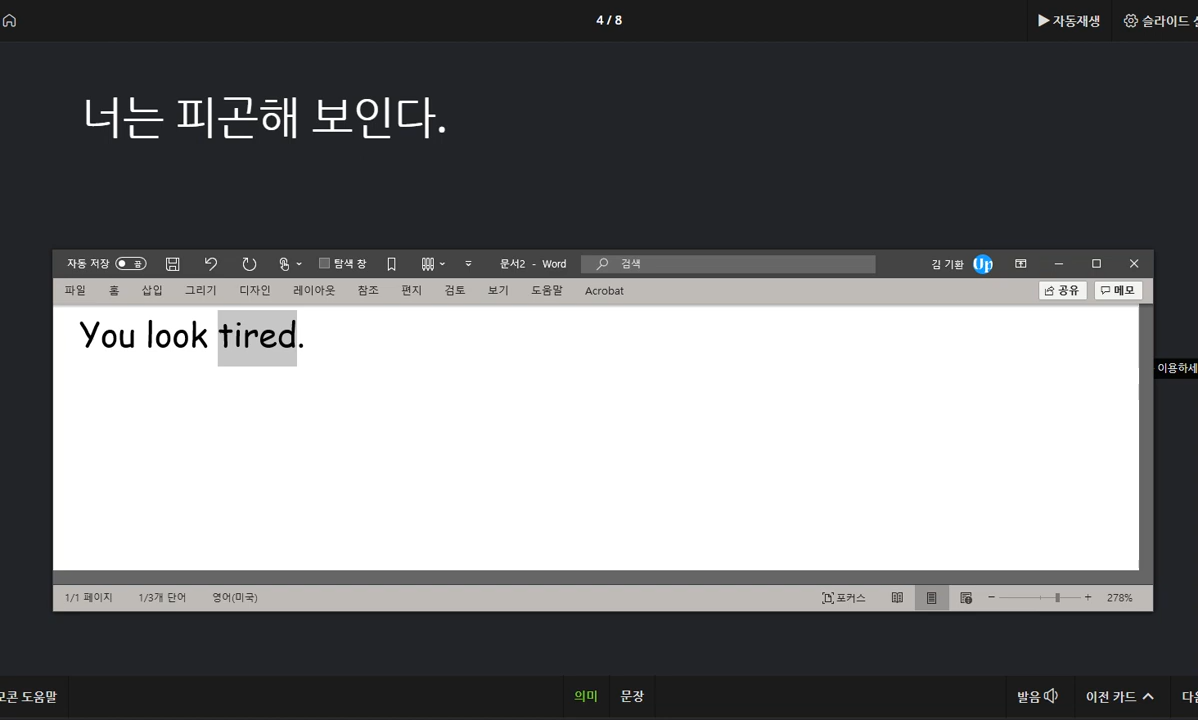 4 / 8
자동재생
슬라이드
너는 피곤해 보인다.
자동 저장
탐색 창
문서2 - Word
검색
김 기환
Up
파일 홈 삽입 그리기 디자인 레이아웃 참조 편지 검토 보기 도움말 Acrobat
공유
메모
You look tired.
이용하세
1/1 페이지
1/3개 단어
영어(미국)
포커스
278%
도움말
의미
문장
발음
이전 카드